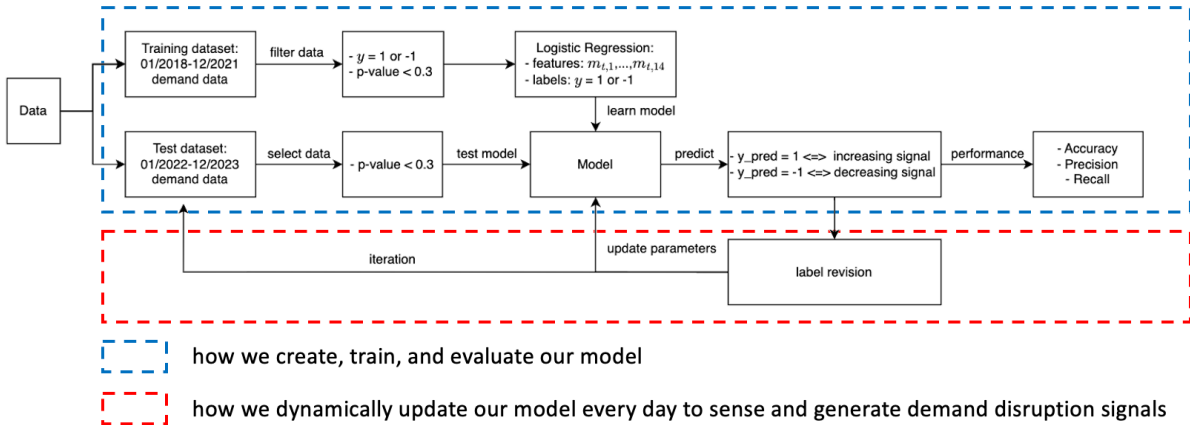 Data
Training dataset:
01/2018-12/2021
demand data
filter data
- y = 1 or -1
- p-value < 0.3
Logistic Regression:
- features: m_{t,1},...,m_{t,14}
- labels: y = 1 or -1
learn model
Test dataset:
01/2022-12/2023
demand data
select data
- p-value < 0.3
test model
Model
predict
- y_pred = 1 <=> increasing signal
- y_pred = -1 <=> decreasing signal
performance
- Accuracy
- Precision
- Recall
update parameters
iteration
label revision
how we create, train, and evaluate our model
how we dynamically update our model every day to sense and generate demand disruption signals